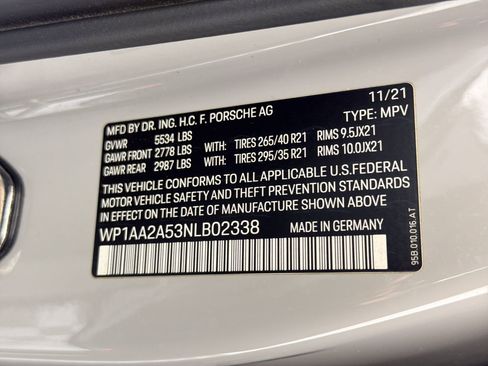 11/21
MFD BY DR. ING. H.C. F. PORSCHE AG TYPE: MPV
GVWR 5534 LBS
GAWR FRONT 2778 LBS WITH: TIRES 265/40 R21 RIMS 9.5JX21
GAWR REAR 2987 LBS WITH: TIRES 295/35 R21 RIMS 10.0JX21
THIS VEHICLE CONFORMS TO ALL APPLICABLE U.S.FEDERAL
MOTOR VEHICLE SAFETY AND THEFT PREVENTION STANDARDS
IN EFFECT ON THE DATE OF MANUFACTURE SHOWN ABOVE
WP1AA2A53NLB02338 MADE IN GERMANY
95B.010.016.AT